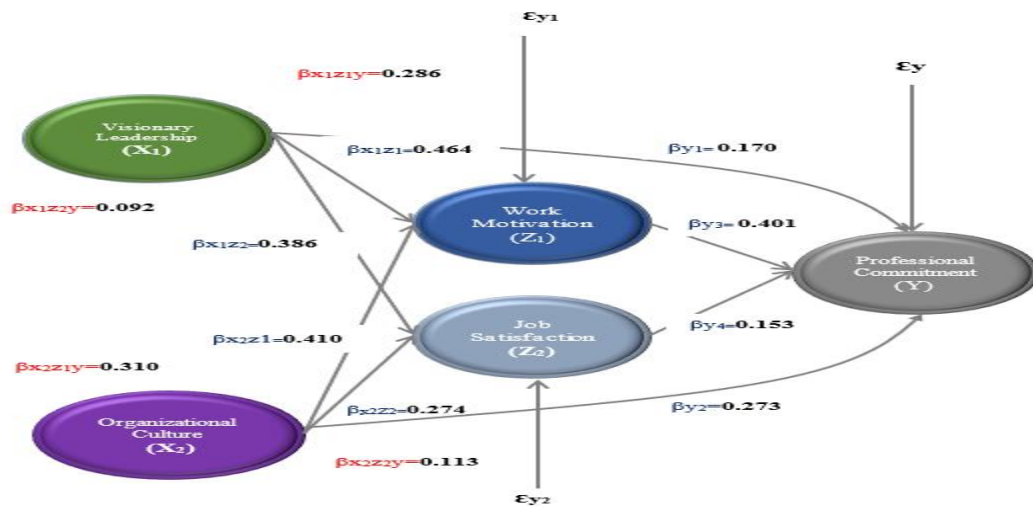 εy₁
εy
βx₁z₁y=0.286
Visionary
Leadership
(X₁)
βx₁z₁=0.464
βy₁=0.170
βx₁z₂y=0.092
Work
Motivation
(Z₁)
βy₃=0.401
βx₁z₂=0.386
Professional
Commitment
(Y)
Job
Satisfaction
(Z₂)
βy₄=0.153
βx₂z1=0.410
βx₂z₁y=0.310
Organizational
Culture
(X₂)
βx₂z₂=0.274
βy₂=0.273
βx₂z₂y=0.113
εy₂